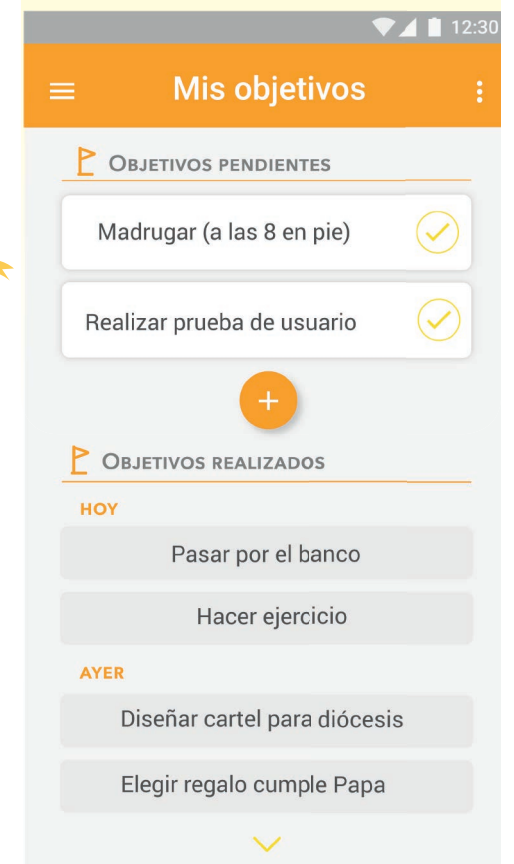 12:30
Mis objetivos
OBJETIVOS PENDIENTES
Madrugar (a las 8 en pie)
Realizar prueba de usuario
+
OBJETIVOS REALIZADOS
HOY
Pasar por el banco
Hacer ejercicio
AYER
Diseñar cartel para diócesis
Elegir regalo cumple Papa